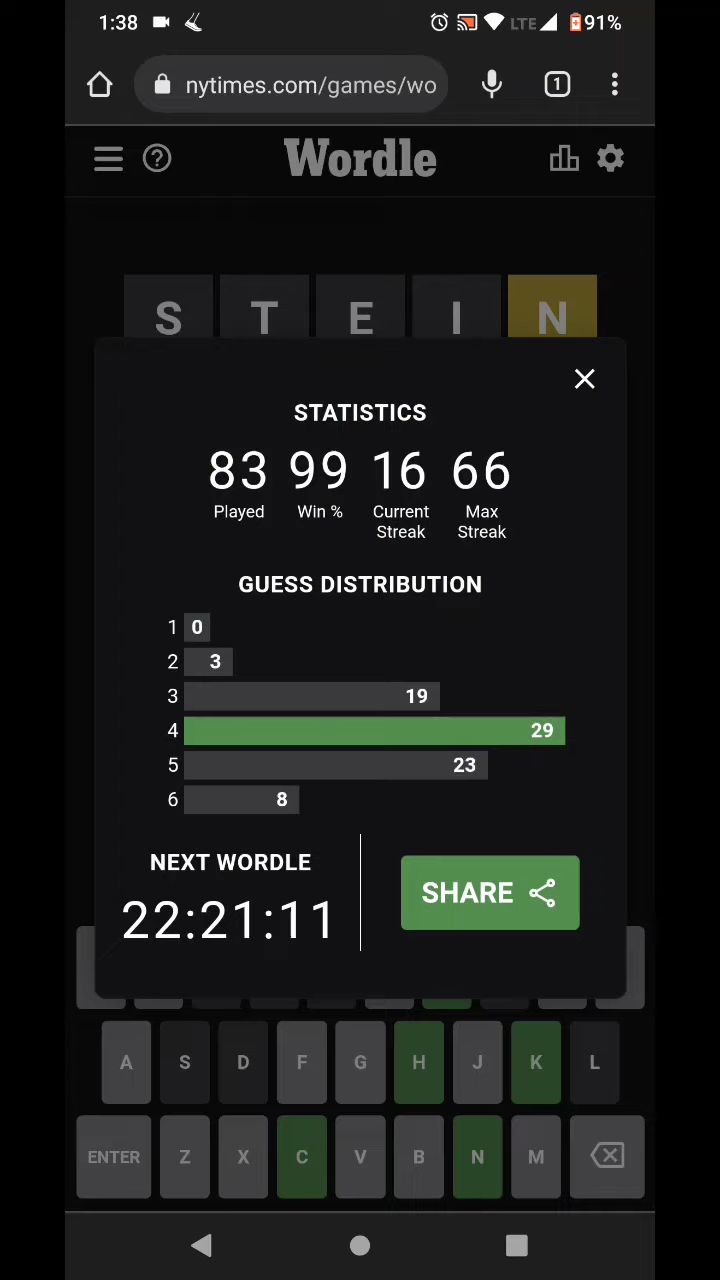 1:38 LTE 91%
nytimes.com/games/wo 1
Wordle
S T E I N
STATISTICS
83 99 16 66
Played Win % Current Streak Max Streak
GUESS DISTRIBUTION
1 0
2 3
3 19
4 29
5 23
6 8
NEXT WORDLE
22:21:11
SHARE
A S D F G H J K L
ENTER Z X C V B N M